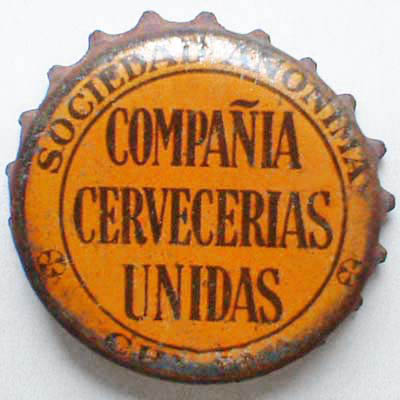 SOCIEDAD ANONIMA
COMPAÑIA
CERVECERIAS
UNIDAS